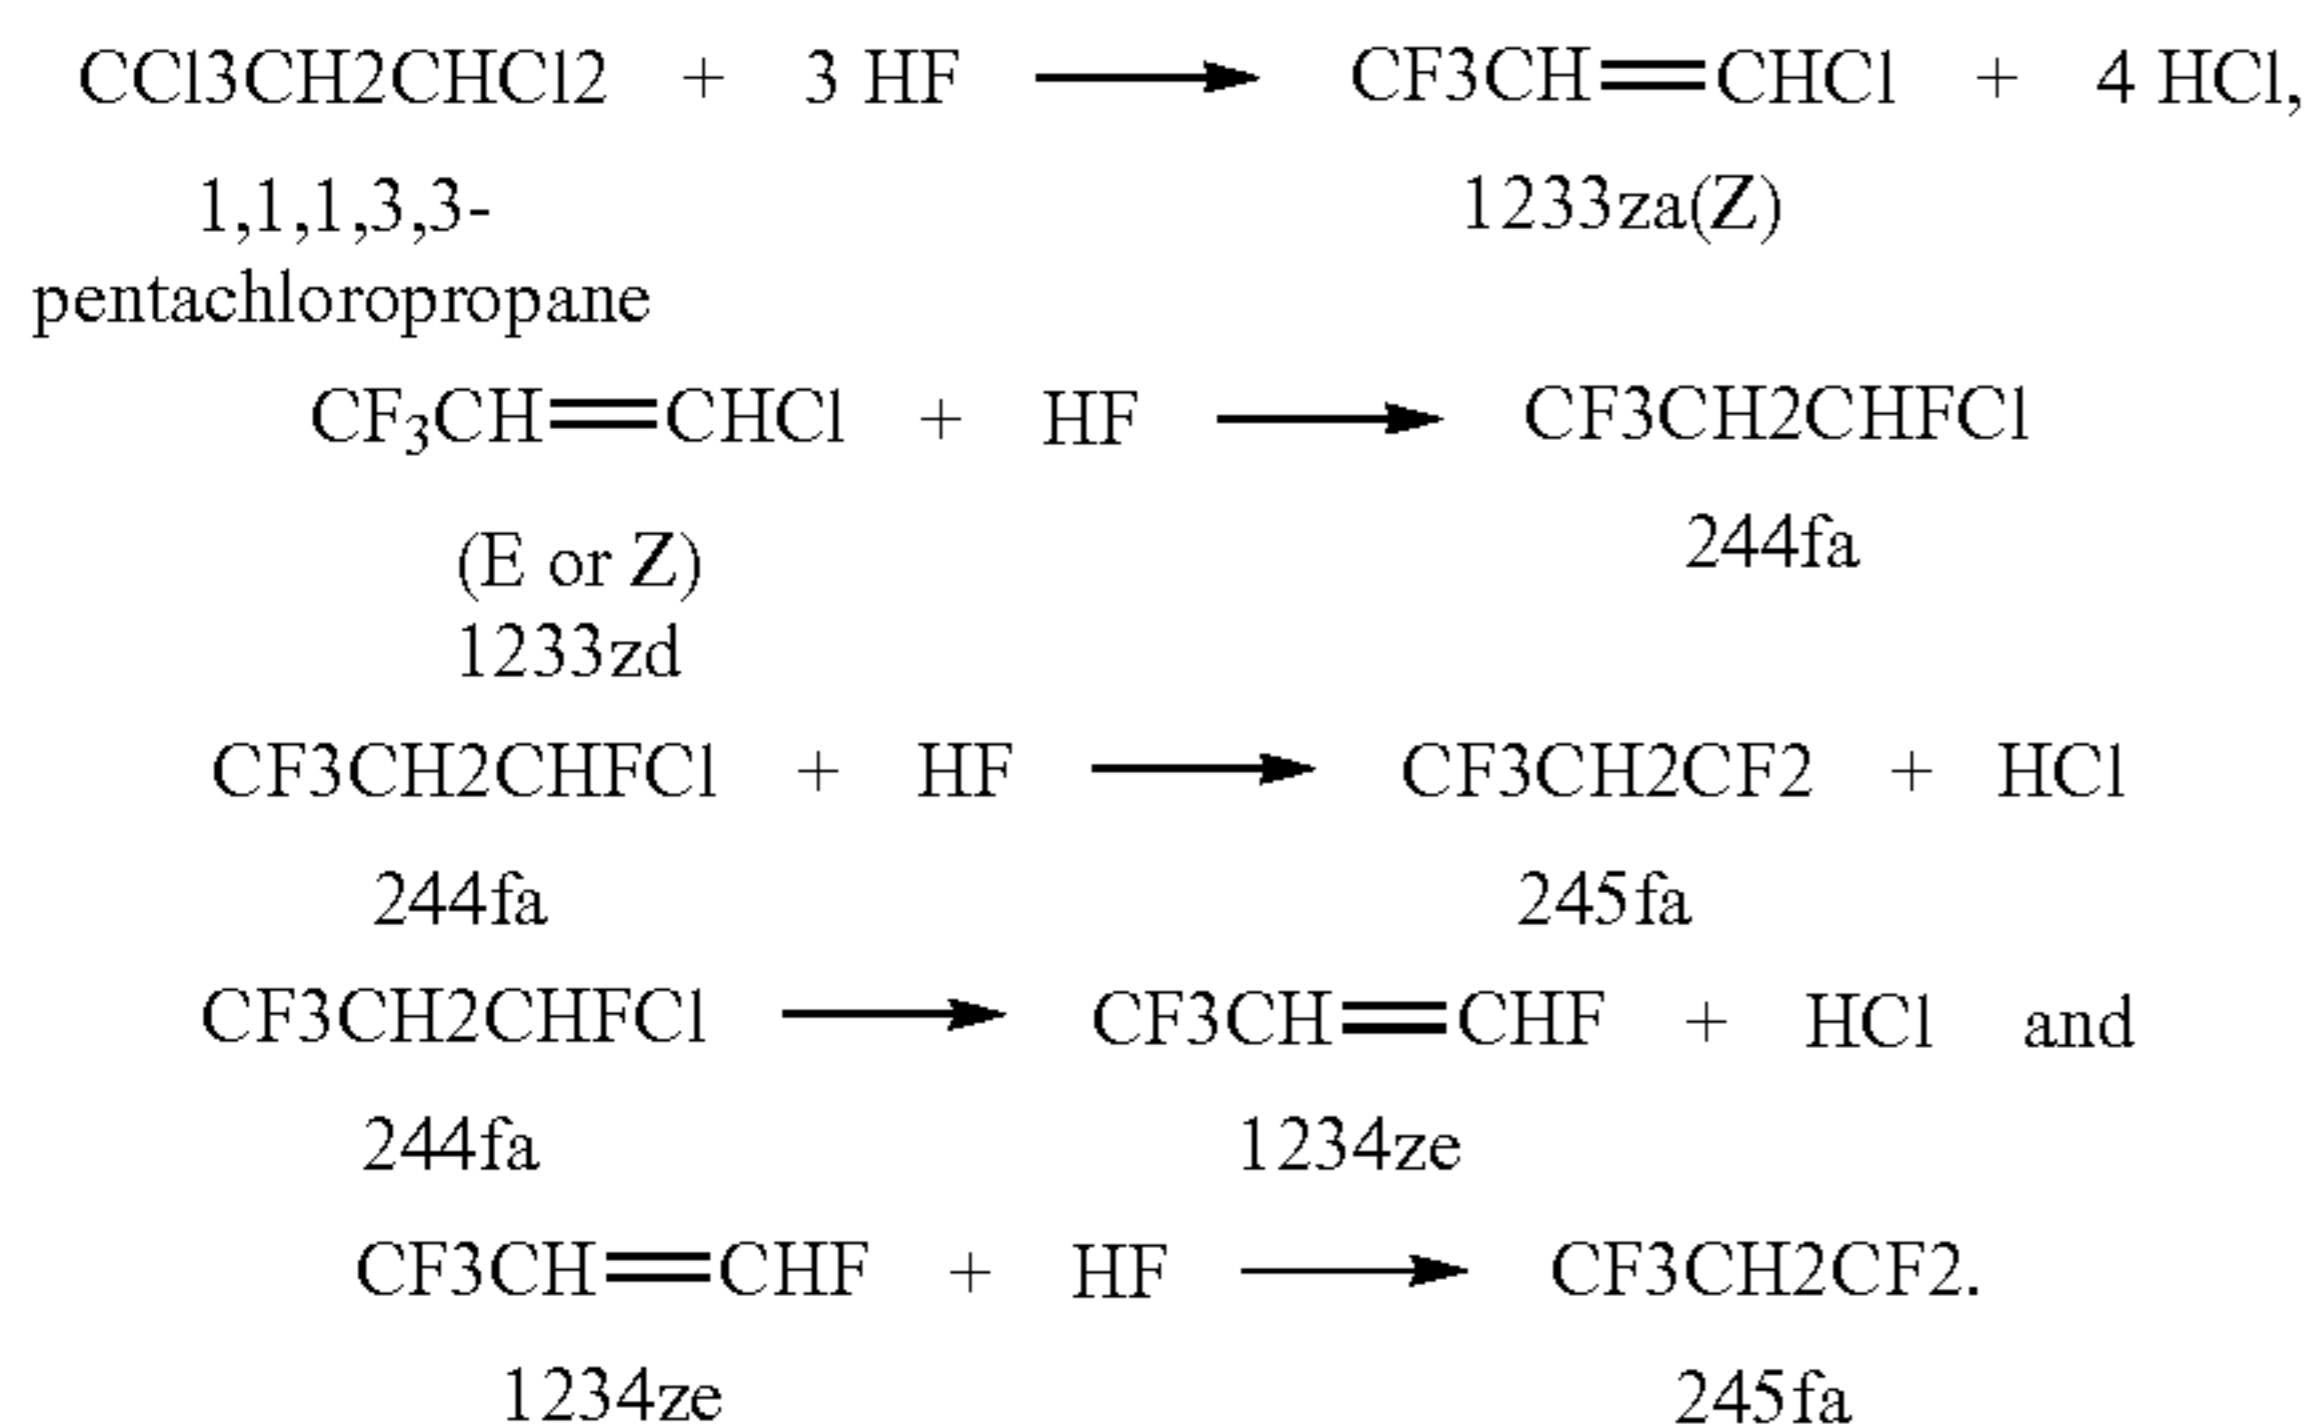 CCl3CH2CHCl2 + 3 HF ⟶ CF3CH=CHCl + 4 HCl,
1,1,1,3,3-
pentachloropropane
1233za(Z)
CF₃CH=CHCl + HF ⟶ CF3CH2CHFCl
(E or Z)
1233zd
244fa
CF3CH2CHFCl + HF ⟶ CF3CH2CF2 + HCl
244fa 245fa
CF3CH2CHFCl ⟶ CF3CH=CHF + HCl and
244fa 1234ze
CF3CH=CHF + HF ⟶ CF3CH2CF2.
1234ze 245fa